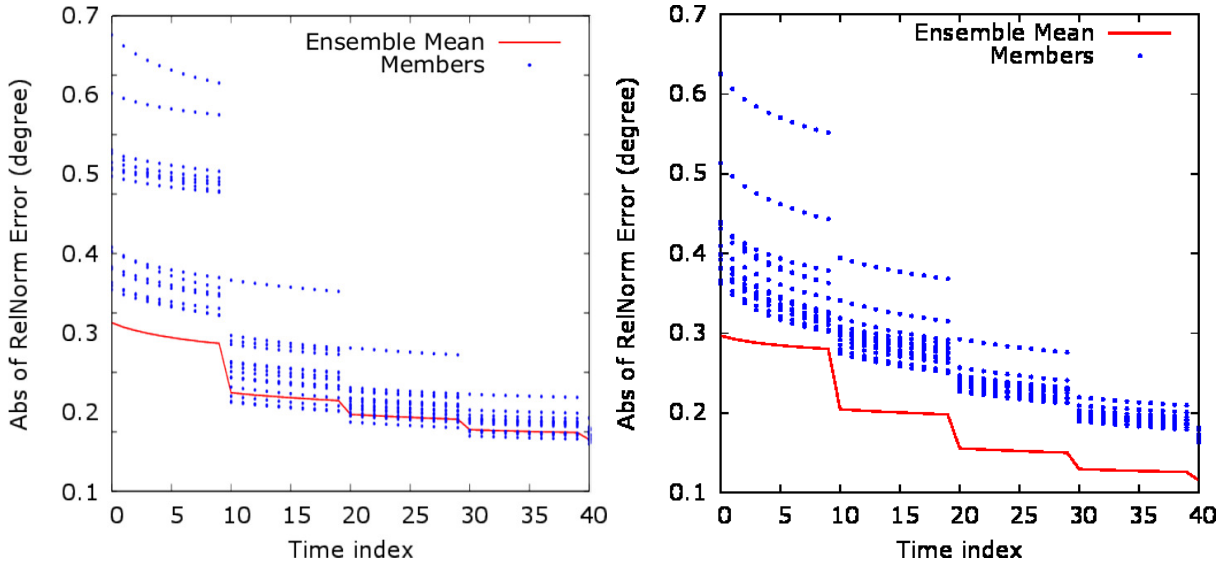 Abs of RelNorm Error (degree)
0.7
0.6
0.5
0.4
0.3
0.2
0.1
Ensemble Mean
Members
0 5 10 15 20 25 30 35 40
Time index
Abs of RelNorm Error (degree)
0.7
0.6
0.5
0.4
0.3
0.2
0.1
Ensemble Mean
Members
0 5 10 15 20 25 30 35 40
Time index